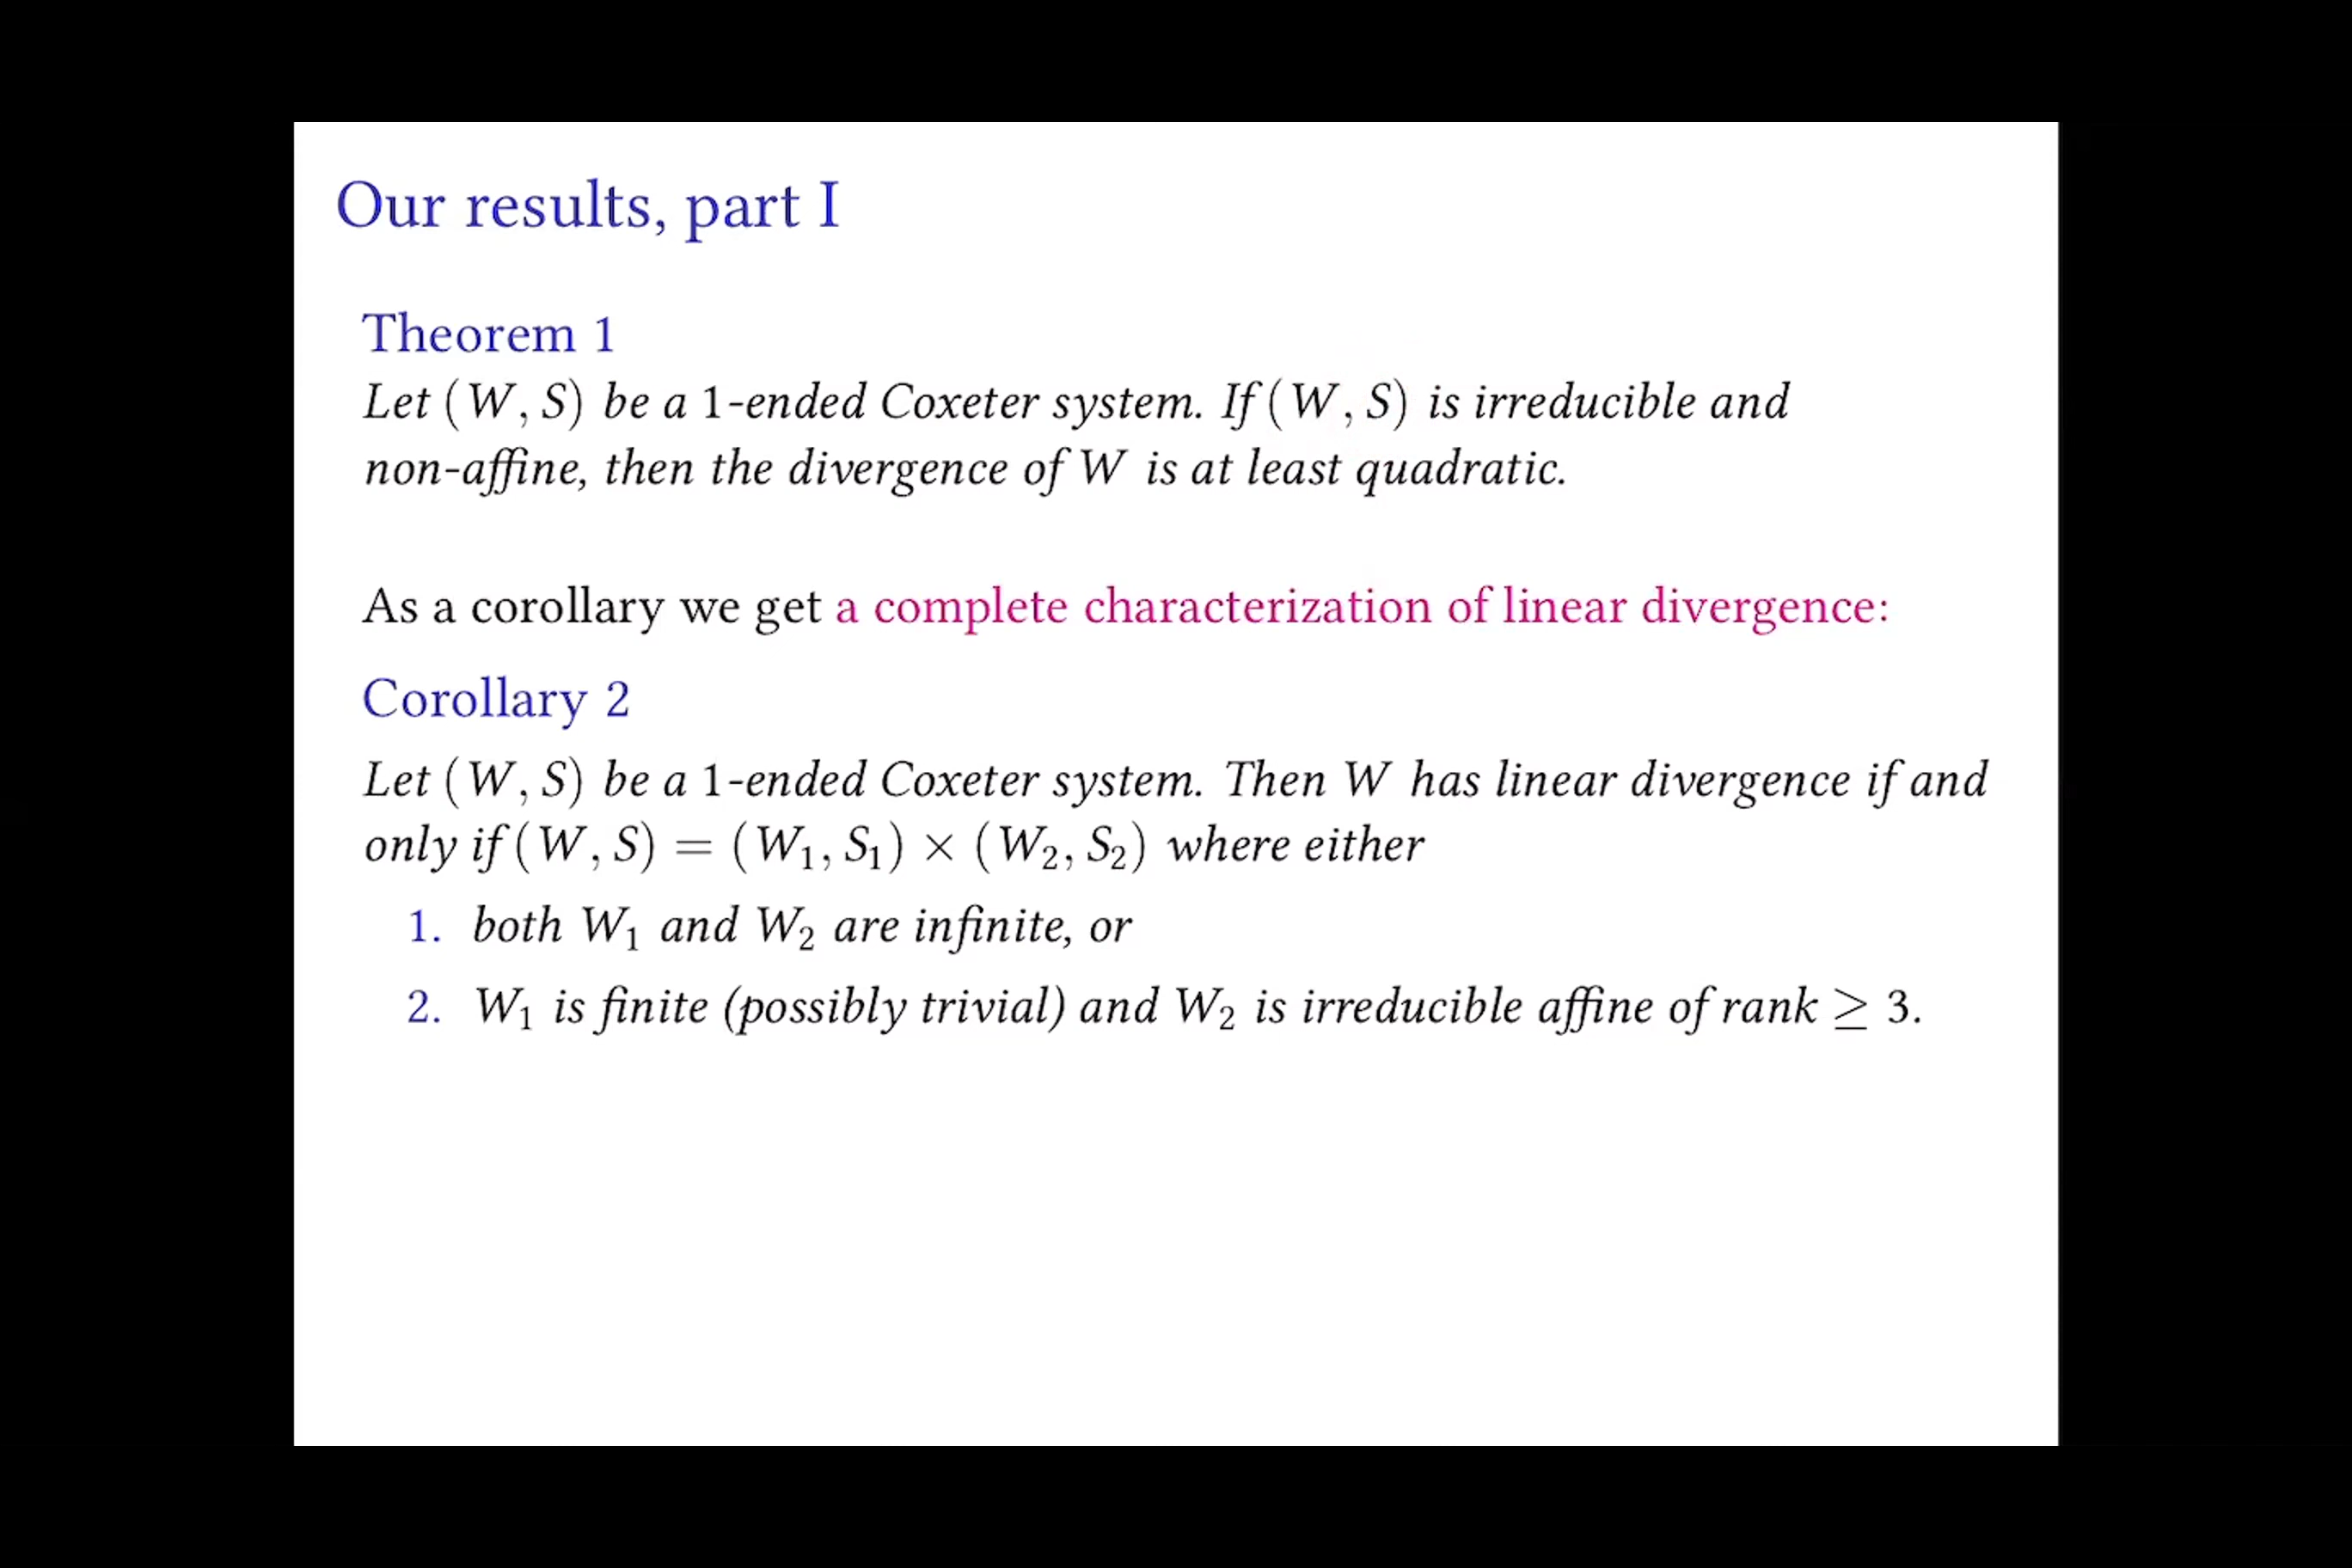 Our results, part I
Theorem 1
Let (W, S) be a 1-ended Coxeter system. If (W, S) is irreducible and
non-affine, then the divergence of W is at least quadratic.
As a corollary we get a complete characterization of linear divergence:
Corollary 2
Let (W, S) be a 1-ended Coxeter system. Then W has linear divergence if and
only if (W, S) = (W₁, S₁) × (W₂, S₂) where either
1. both W₁ and W₂ are infinite, or
2. W₁ is finite (possibly trivial) and W₂ is irreducible affine of rank ≥ 3.